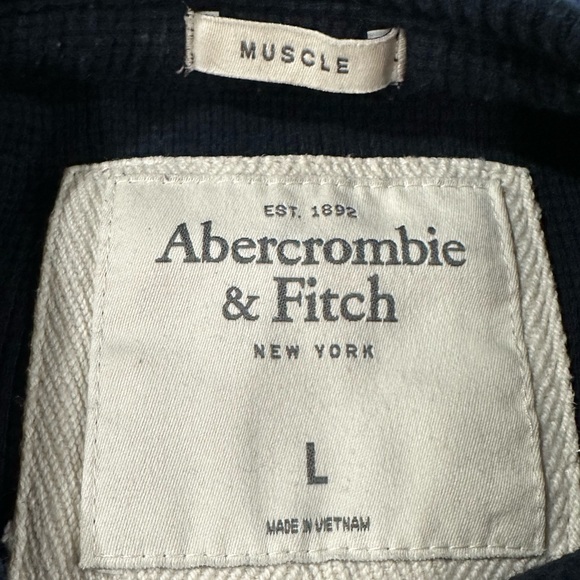 MUSCLE
EST. 1892
Abercrombie
& Fitch
NEW YORK
L
MADE IN VIETNAM